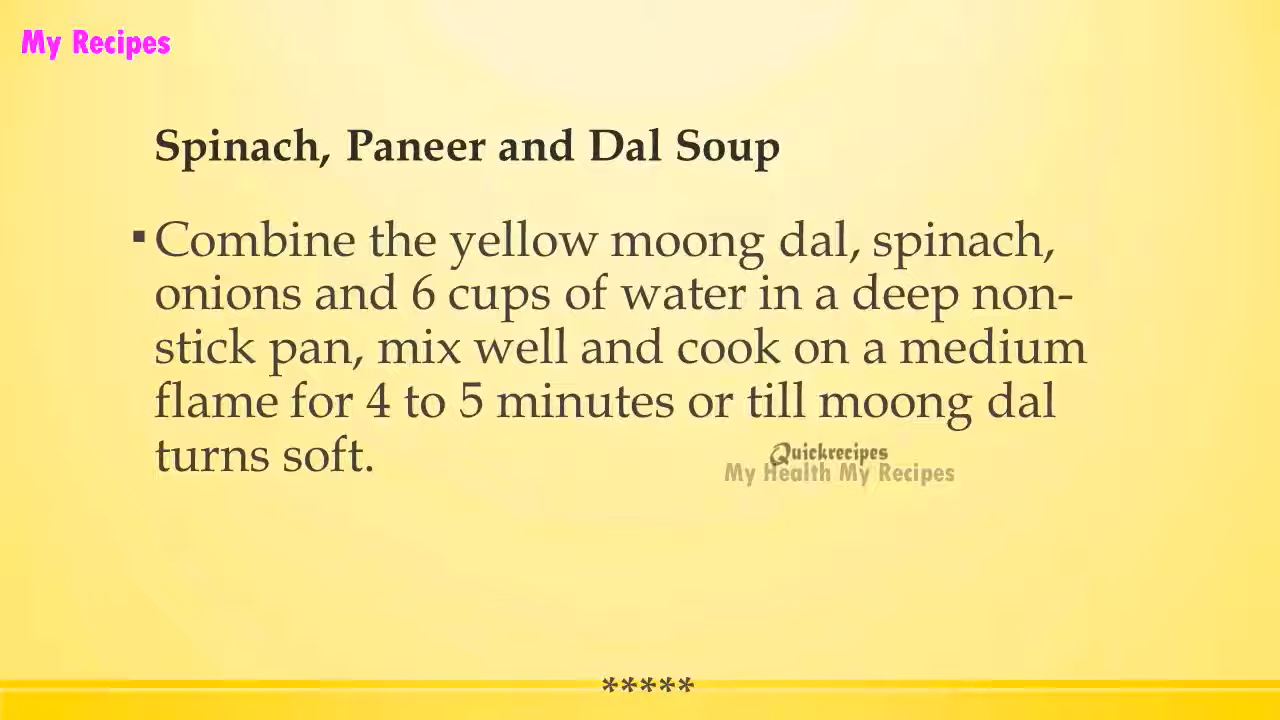 My Recipes
Spinach, Paneer and Dal Soup
▪Combine the yellow moong dal, spinach,
onions and 6 cups of water in a deep non-
stick pan, mix well and cook on a medium
flame for 4 to 5 minutes or till moong dal
turns soft.
Quickrecipes
My Health My Recipes
*****